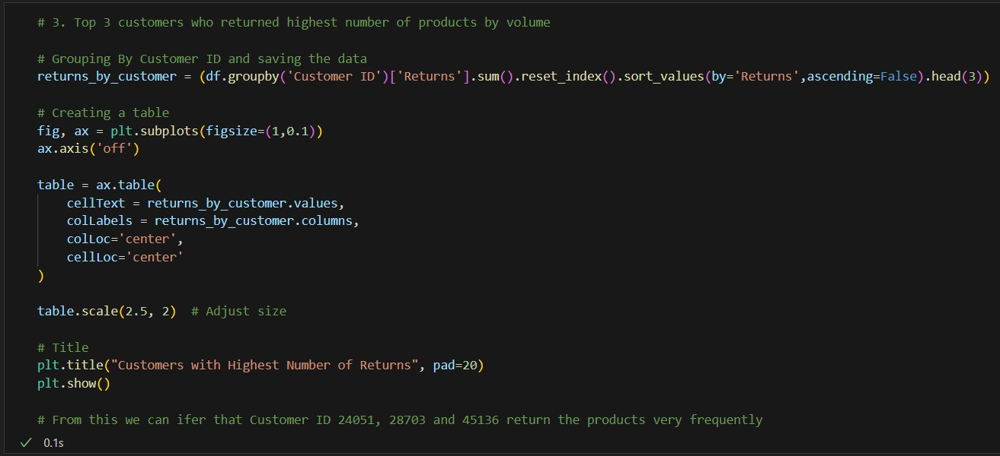 # 3. Top 3 customers who returned highest number of products by volume
# Grouping By Customer ID and saving the data
returns_by_customer = (df.groupby('Customer ID')['Returns'].sum().reset_index().sort_values(by='Returns',ascending=False).head(3))
# Creating a table
fig, ax = plt.subplots(figsize=(1,0.1))
ax.axis('off')
table = ax.table(
    cellText = returns_by_customer.values,
    colLabels = returns_by_customer.columns,
    colLoc='center',
    cellLoc='center'
)
table.scale(2.5, 2)  # Adjust size
# Title
plt.title("Customers with Highest Number of Returns", pad=20)
plt.show()
# From this we can ifer that Customer ID 24051, 28703 and 45136 return the products very frequently
0.1s